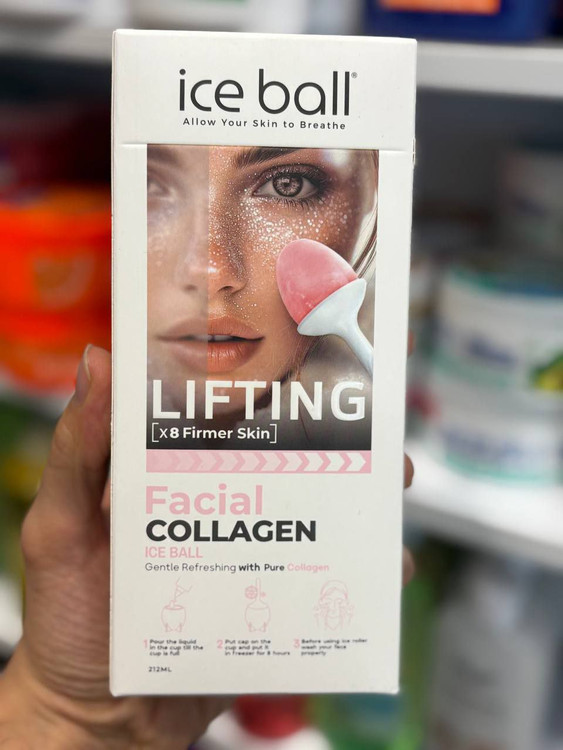 ice ball®
Allow Your Skin to Breathe
LIFTING
[x8 Firmer Skin]
Facial
COLLAGEN
ICE BALL
Gentle Refreshing with Pure Collagen
1 Pour the liquid
in the cup till the
cup is full
2 Put cap on the
cup and put it
in freezer for 8 hours
3 Before using ice roller
wash your face
properly
212ML